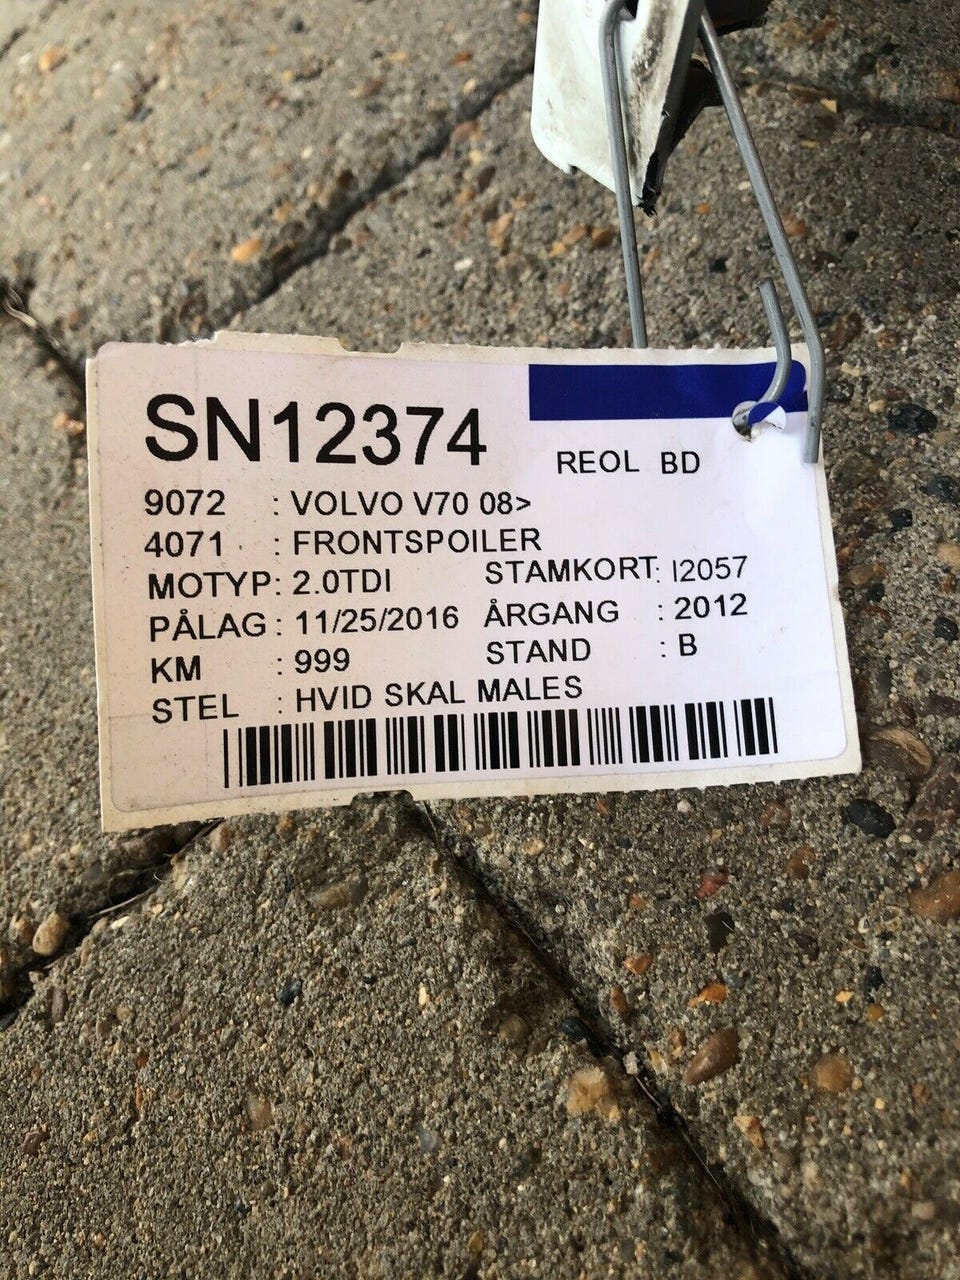 SN12374
REOL BD
9072 : VOLVO V70 08>
4071 : FRONTSPOILER
MOTYP: 2.0TDI STAMKORT: I2057
PÅLAG : 11/25/2016 ÅRGANG : 2012
KM : 999 STAND : B
STEL : HVID SKAL MALES